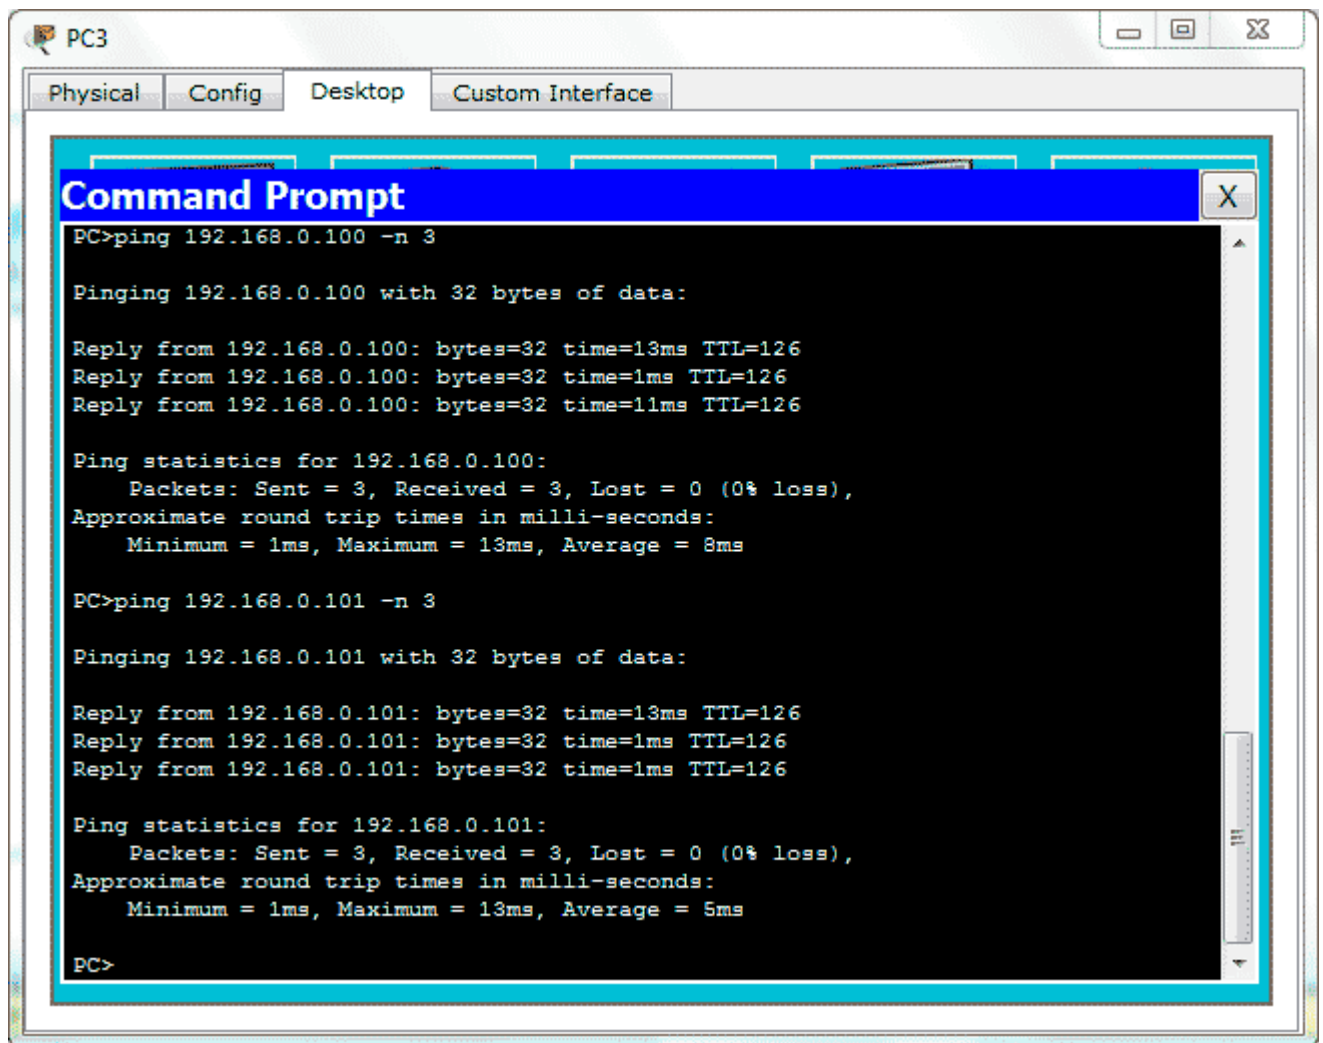 PC3
Physical Config Desktop Custom Interface
Command Prompt X
PC>ping 192.168.0.100 -n 3
Pinging 192.168.0.100 with 32 bytes of data:
Reply from 192.168.0.100: bytes=32 time=13ms TTL=126
Reply from 192.168.0.100: bytes=32 time=1ms TTL=126
Reply from 192.168.0.100: bytes=32 time=11ms TTL=126
Ping statistics for 192.168.0.100:
Packets: Sent = 3, Received = 3, Lost = 0 (0% loss),
Approximate round trip times in milli-seconds:
Minimum = 1ms, Maximum = 13ms, Average = 8ms
PC>ping 192.168.0.101 -n 3
Pinging 192.168.0.101 with 32 bytes of data:
Reply from 192.168.0.101: bytes=32 time=13ms TTL=126
Reply from 192.168.0.101: bytes=32 time=1ms TTL=126
Reply from 192.168.0.101: bytes=32 time=1ms TTL=126
Ping statistics for 192.168.0.101:
Packets: Sent = 3, Received = 3, Lost = 0 (0% loss),
Approximate round trip times in milli-seconds:
Minimum = 1ms, Maximum = 13ms, Average = 5ms
PC>